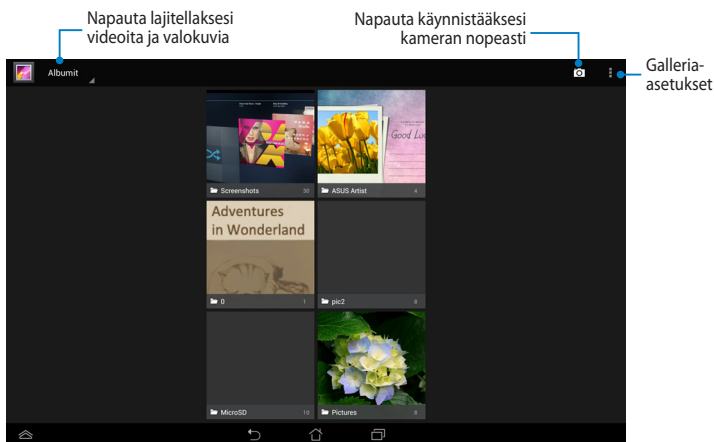 Napauta lajitellaksesi
videoita ja valokuvia
Napauta käynnistääksesi
kameran nopeasti
Galleria-
asetukset
Albumit
Good Luc
Screenshots 30
ASUS Artist 4
Adventures
in Wonderland
0 1
pic2 8
MicroSD 10
Pictures 8